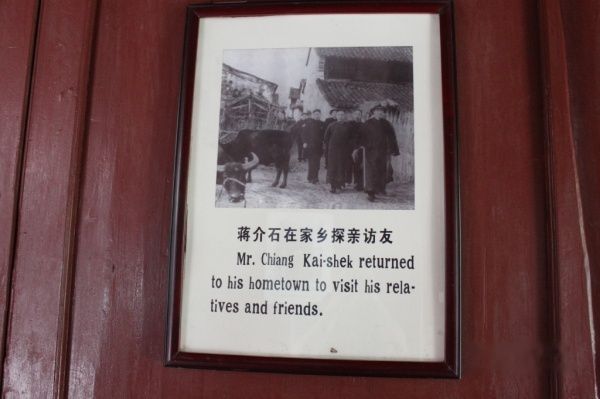 蒋介石在家乡探亲访友
Mr. Chiang Kai-shek returned
to his hometown to visit his rela-
tives and friends.